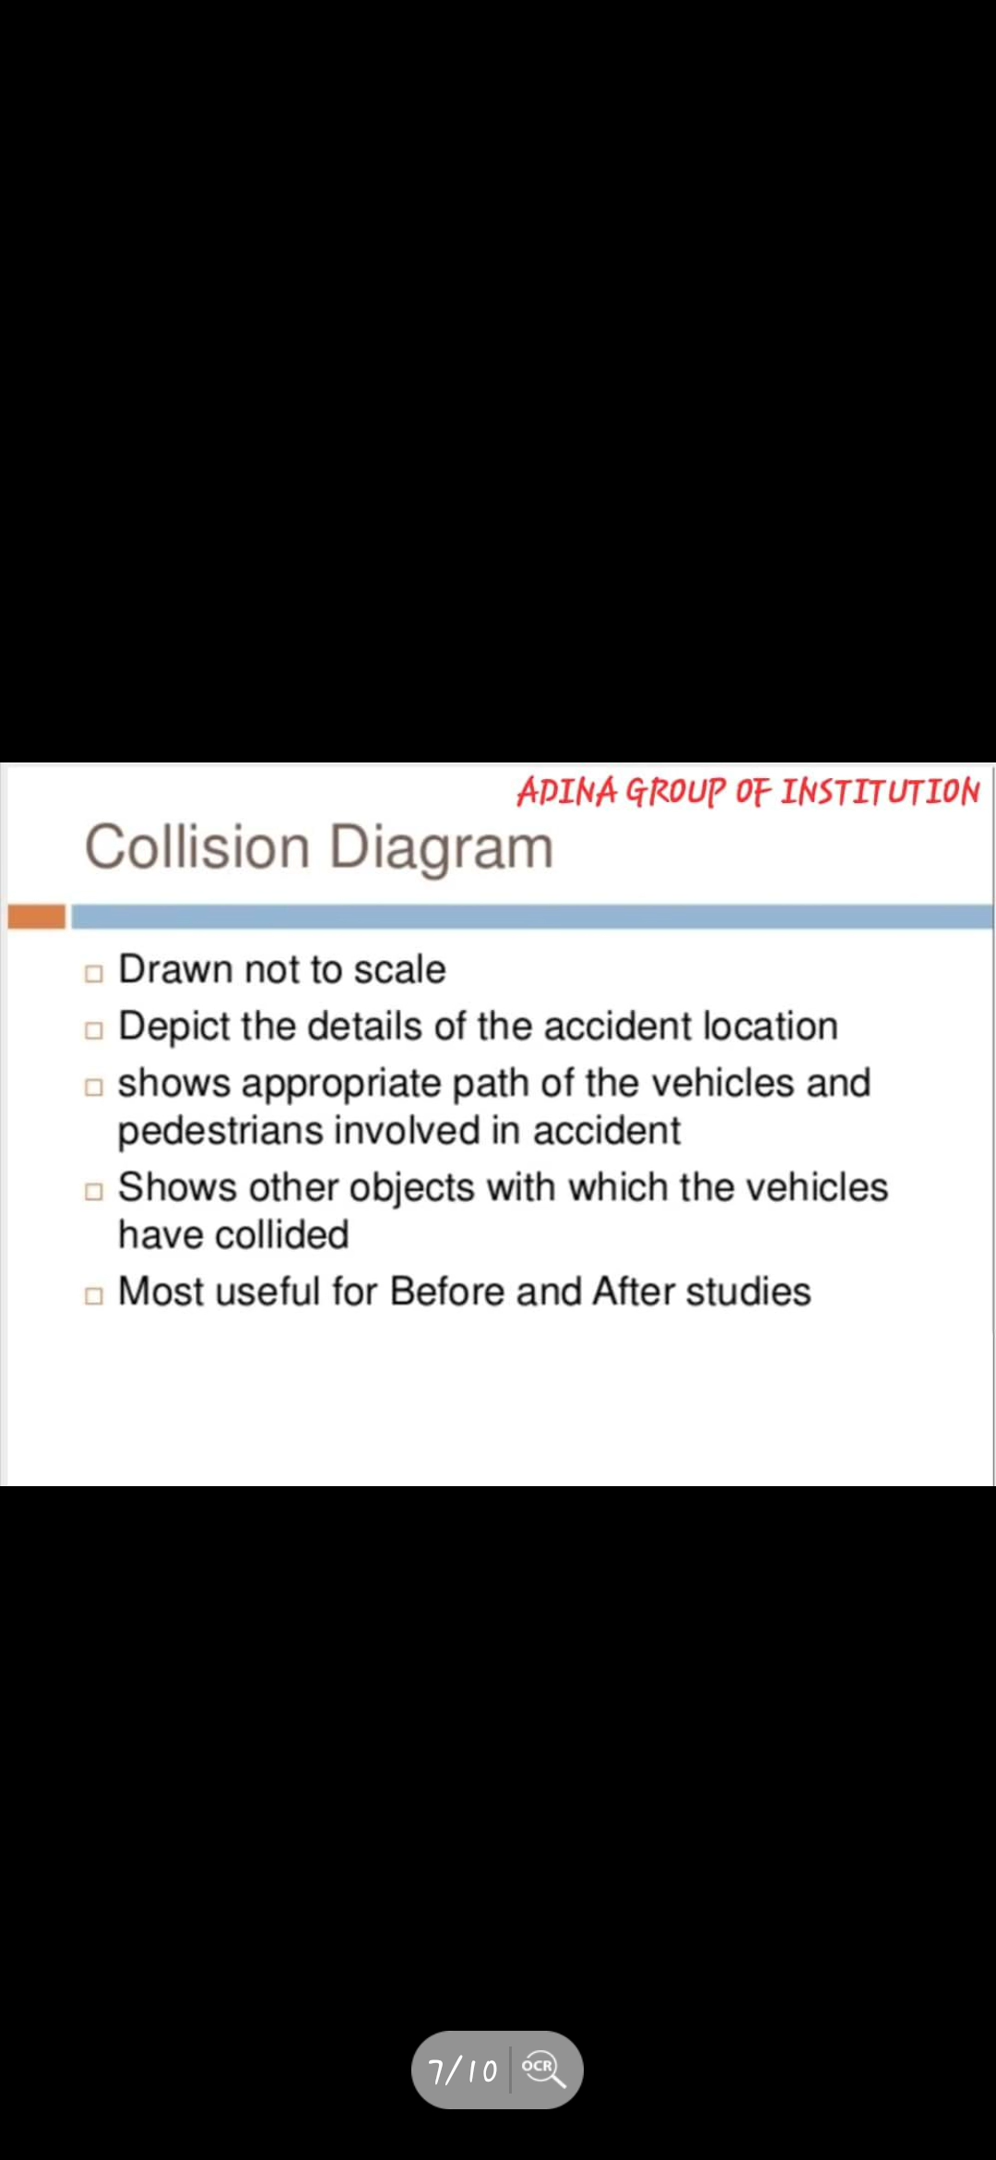 ADINA GROUP OF INSTITUTION
Collision Diagram
Drawn not to scale
Depict the details of the accident location
shows appropriate path of the vehicles and
pedestrians involved in accident
Shows other objects with which the vehicles
have collided
Most useful for Before and After studies
7/10 OCR